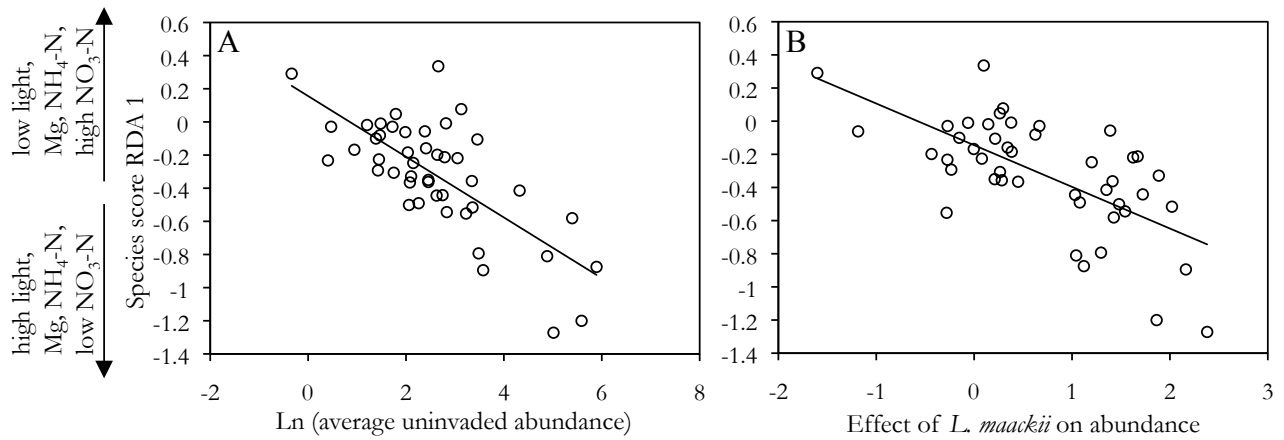 low light,
Mg, NH₄-N,
high NO₃-N
high light,
Mg, NH₄-N,
low NO₃-N
Species score RDA 1
A
0.6
0.4
0.2
0
-0.2
-0.4
-0.6
-0.8
-1
-1.2
-1.4
-2 0 2 4 6 8
Ln (average uninvaded abundance)
B
0.6
0.4
0.2
0
-0.2
-0.4
-0.6
-0.8
-1
-1.2
-1.4
-2 -1 0 1 2 3
Effect of L. maackii on abundance